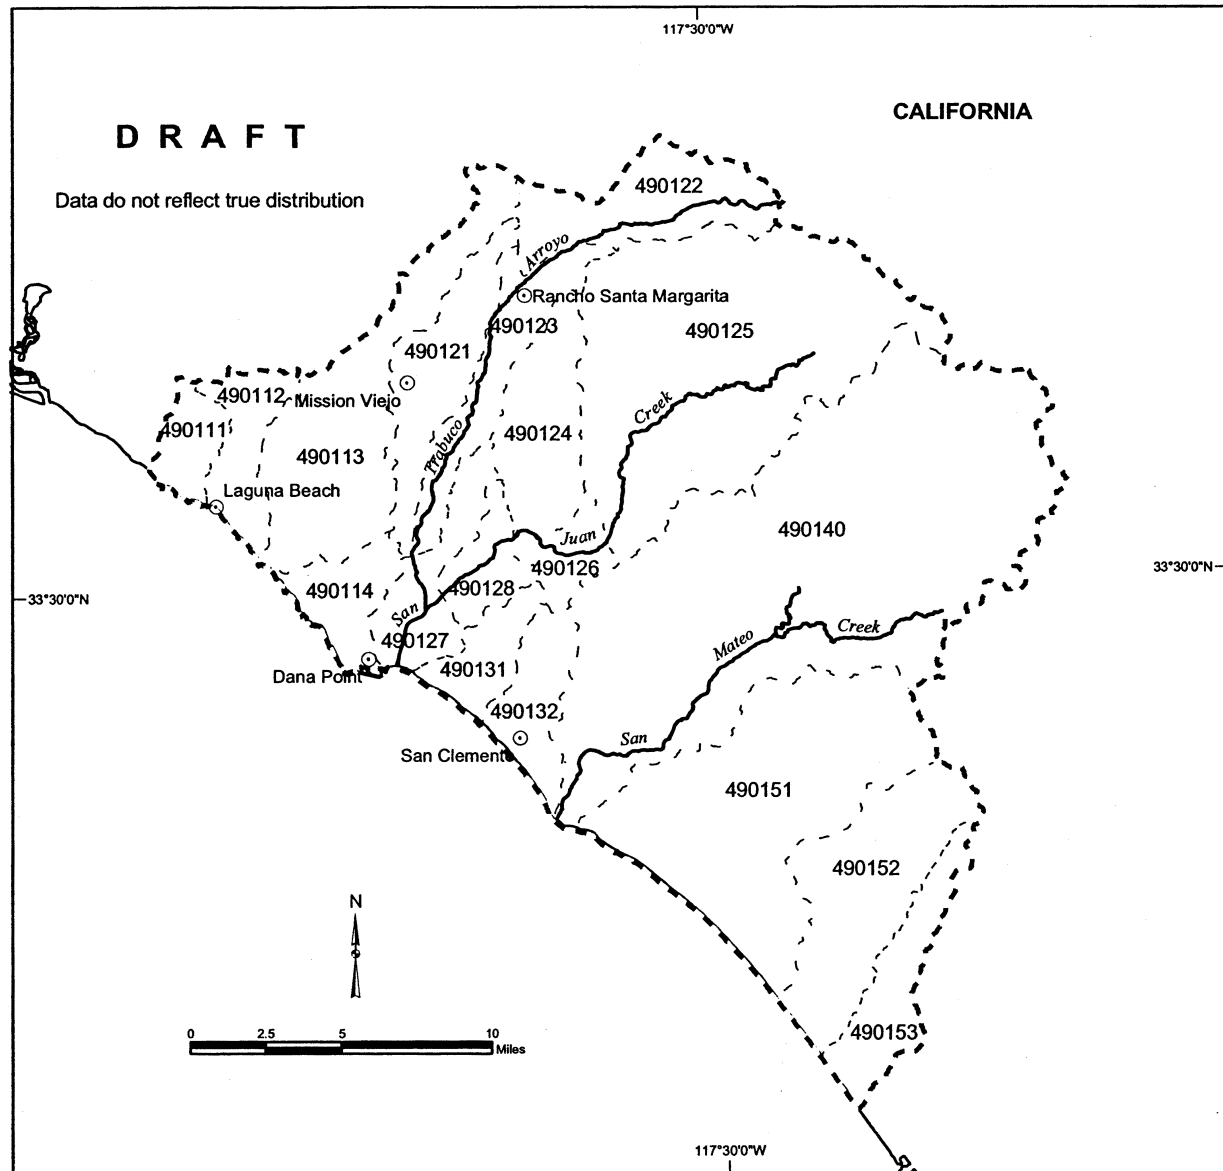 117°30'0"W
CALIFORNIA
D R A F T
Data do not reflect true distribution
490122
Arroyo
Rancho Santa Margarita
490123
490125
490121
490112
Mission Viejo
Creek
490111
490124
Trabuco
490113
Laguna Beach
490140
Juan
490126
33°30'0"N
490114
490128
33°30'0"N
San
490127
Creek
Mateo
490131
Dana Point
490132
San
San Clemente
490151
490152
N
490153
0 2.5 5 10
Miles
117°30'0"W